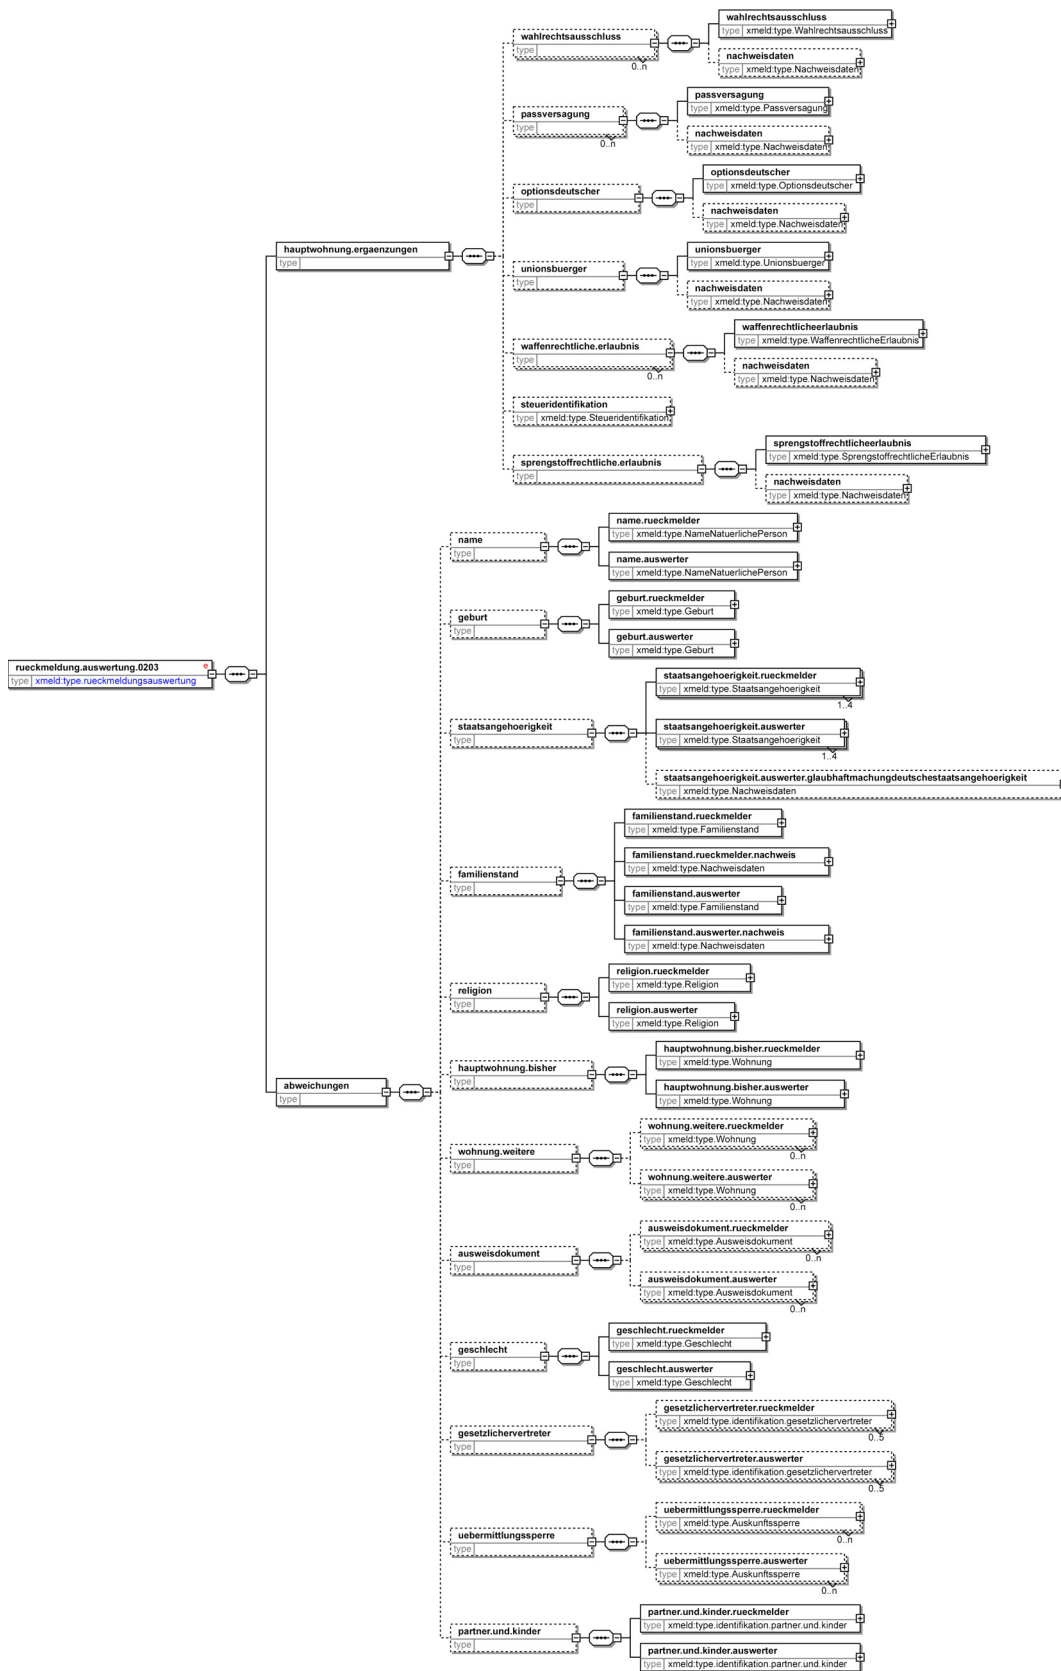 wahlrechtsausschluss
type
0..n
wahlrechtsausschluss
type xmeld:type.Wahlrechtsausschluss
nachweisdaten
type xmeld:type.Nachweisdaten
passversagung
type
0..n
passversagung
type xmeld:type.Passversagung
nachweisdaten
type xmeld:type.Nachweisdaten
optionsdeutscher
type
optionsdeutscher
type xmeld:type.Optionsdeutscher
nachweisdaten
type xmeld:type.Nachweisdaten
hauptwohnung.ergaenzungen
type
unionsbuerger
type
unionsbuerger
type xmeld:type.Unionsbuerger
nachweisdaten
type xmeld:type.Nachweisdaten
waffenrechtliche.erlaubnis
type
0..n
waffenrechtlicheerlaubnis
type xmeld:type.WaffenrechtlicheErlaubnis
nachweisdaten
type xmeld:type.Nachweisdaten
steueridentifikation
type xmeld:type.Steueridentifikation
sprengstoffrechtliche.erlaubnis
type
sprengstoffrechtlicheerlaubnis
type xmeld:type.SprengstoffrechtlicheErlaubnis
nachweisdaten
type xmeld:type.Nachweisdaten
name
type
name.rueckmelder
type xmeld:type.NameNatuerlichePerson
name.auswerter
type xmeld:type.NameNatuerlichePerson
geburt
type
geburt.rueckmelder
type xmeld:type.Geburt
geburt.auswerter
type xmeld:type.Geburt
rueckmeldung.auswertung.0203 e
type xmeld:type.rueckmeldungsauswertung
staatsangehoerigkeit
type
staatsangehoerigkeit.rueckmelder
type xmeld:type.Staatsangehoerigkeit
1..4
staatsangehoerigkeit.auswerter
type xmeld:type.Staatsangehoerigkeit
1..4
staatsangehoerigkeit.auswerter.glaubhaftmachungdeutschestaatsangehoerigkeit
type xmeld:type.Nachweisdaten
familienstand
type
familienstand.rueckmelder
type xmeld:type.Familienstand
familienstand.rueckmelder.nachweis
type xmeld:type.Nachweisdaten
familienstand.auswerter
type xmeld:type.Familienstand
familienstand.auswerter.nachweis
type xmeld:type.Nachweisdaten
religion
type
religion.rueckmelder
type xmeld:type.Religion
religion.auswerter
type xmeld:type.Religion
abweichungen
type
hauptwohnung.bisher
type
hauptwohnung.bisher.rueckmelder
type xmeld:type.Wohnung
hauptwohnung.bisher.auswerter
type xmeld:type.Wohnung
wohnung.weitere
type
wohnung.weitere.rueckmelder
type xmeld:type.Wohnung
0..n
wohnung.weitere.auswerter
type xmeld:type.Wohnung
0..n
ausweisdokument
type
ausweisdokument.rueckmelder
type xmeld:type.Ausweisdokument
0..n
ausweisdokument.auswerter
type xmeld:type.Ausweisdokument
0..n
geschlecht
type
geschlecht.rueckmelder
type xmeld:type.Geschlecht
geschlecht.auswerter
type xmeld:type.Geschlecht
gesetzlichervertreter
type
gesetzlichervertreter.rueckmelder
type xmeld:type.identifikation.gesetzlichervertreter
0..5
gesetzlichervertreter.auswerter
type xmeld:type.identifikation.gesetzlichervertreter
0..5
uebermittlungssperre
type
uebermittlungssperre.rueckmelder
type xmeld:type.Auskunftssperre
0..n
uebermittlungssperre.auswerter
type xmeld:type.Auskunftssperre
0..n
partner.und.kinder
type
partner.und.kinder.rueckmelder
type xmeld:type.identifikation.partner.und.kinder
partner.und.kinder.auswerter
type xmeld:type.identifikation.partner.und.kinder